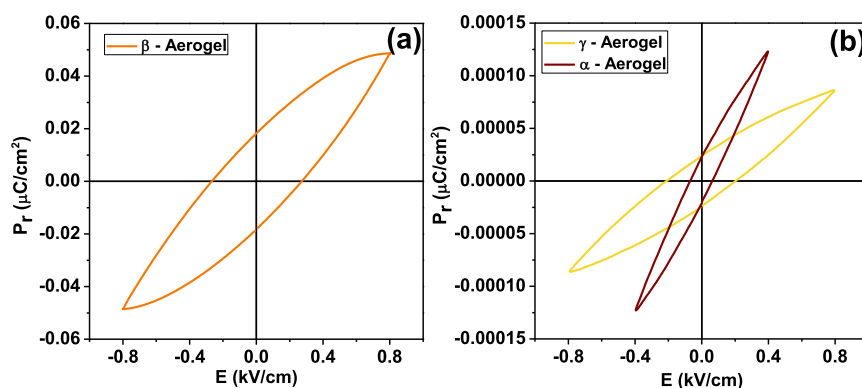 (a)
β - Aerogel
0.06
0.04
0.02
0.00
-0.02
-0.04
-0.06
-0.8 -0.4 0.0 0.4 0.8
E (kV/cm)
Pr (μC/cm²)
(b)
γ - Aerogel
α - Aerogel
0.00015
0.00010
0.00005
0.00000
-0.00005
-0.00010
-0.00015
-0.8 -0.4 0.0 0.4 0.8
E (kV/cm)
Pr (μC/cm²)